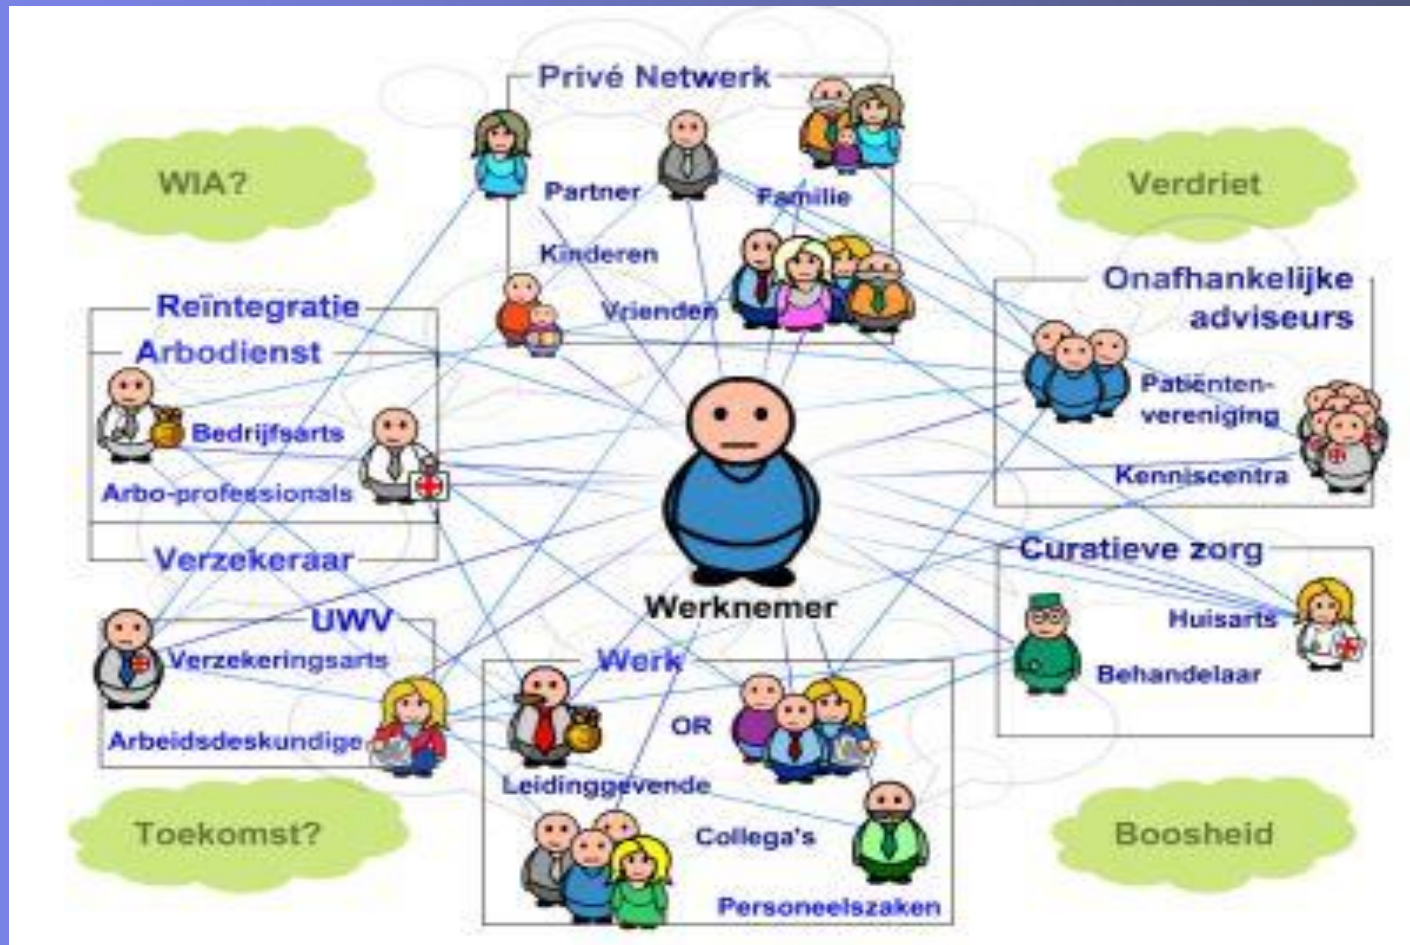 Privé Netwerk
Partner
Familie
Kinderen
Vrienden
WIA?
Verdriet
Reïntegratie
Arbodienst
Bedrijfsarts
Arbo-professionals
Verzekeraar
Onafhankelijke
adviseurs
Patiënten-
vereniging
Kenniscentra
Werknemer
UWV
Verzekeringsarts
Arbeidsdeskundige
Werk
OR
Leidinggevende
Collega's
Personeelszaken
Curatieve zorg
Huisarts
Behandelaar
Toekomst?
Boosheid